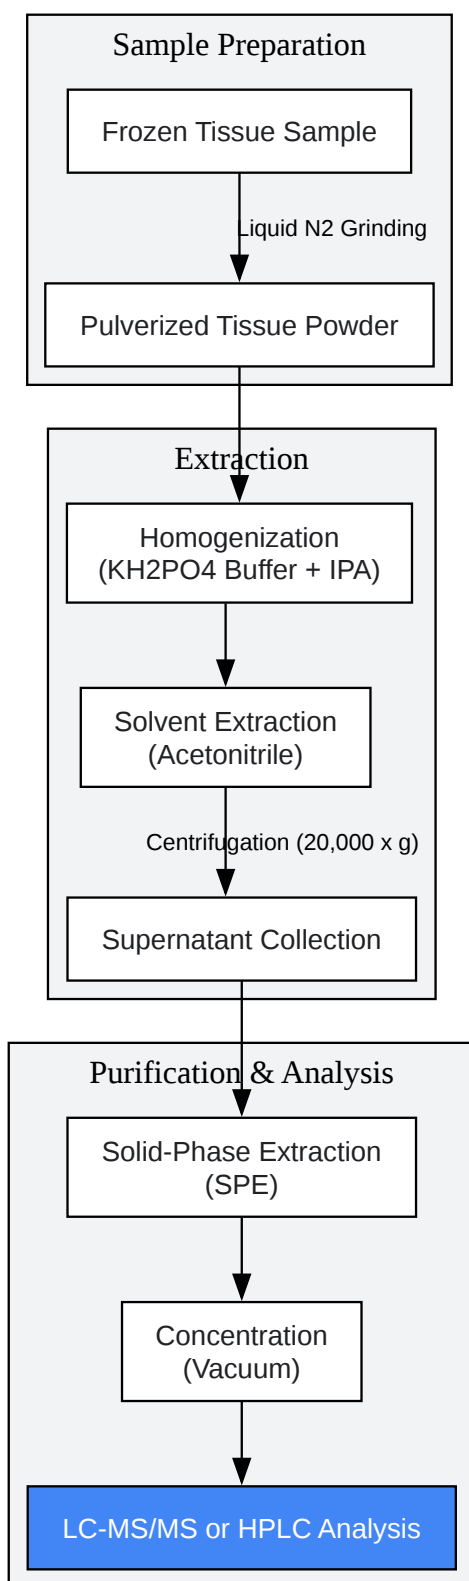 Sample Preparation
Frozen Tissue Sample
Liquid N2 Grinding
Pulverized Tissue Powder
Extraction
Homogenization
(KH2PO4 Buffer + IPA)
Solvent Extraction
(Acetonitrile)
Centrifugation (20,000 x g)
Supernatant Collection
Purification & Analysis
Solid-Phase Extraction
(SPE)
Concentration
(Vacuum)
LC-MS/MS or HPLC Analysis